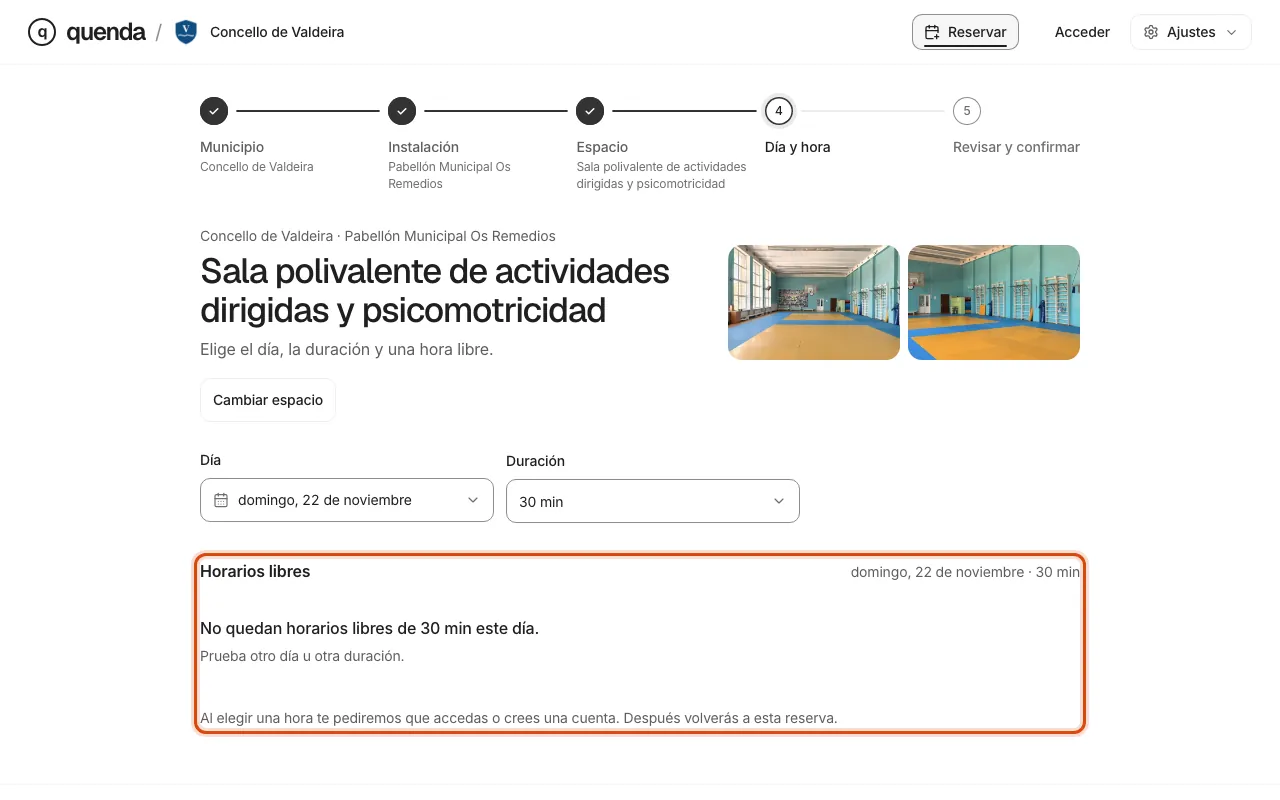 q quenda / V Concello de Valdeira
Reservar
Acceder
Ajustes
4
5
Municipio
Concello de Valdeira
Instalación
Pabellón Municipal Os
Remedios
Espacio
Sala polivalente de actividades
dirigidas y psicomotricidad
Día y hora
Revisar y confirmar
Concello de Valdeira · Pabellón Municipal Os Remedios
Sala polivalente de actividades
dirigidas y psicomotricidad
Elige el día, la duración y una hora libre.
Cambiar espacio
Día
domingo, 22 de noviembre
Duración
30 min
Horarios libres
domingo, 22 de noviembre · 30 min
No quedan horarios libres de 30 min este día.
Prueba otro día u otra duración.
Al elegir una hora te pediremos que accedas o crees una cuenta. Después volverás a esta reserva.